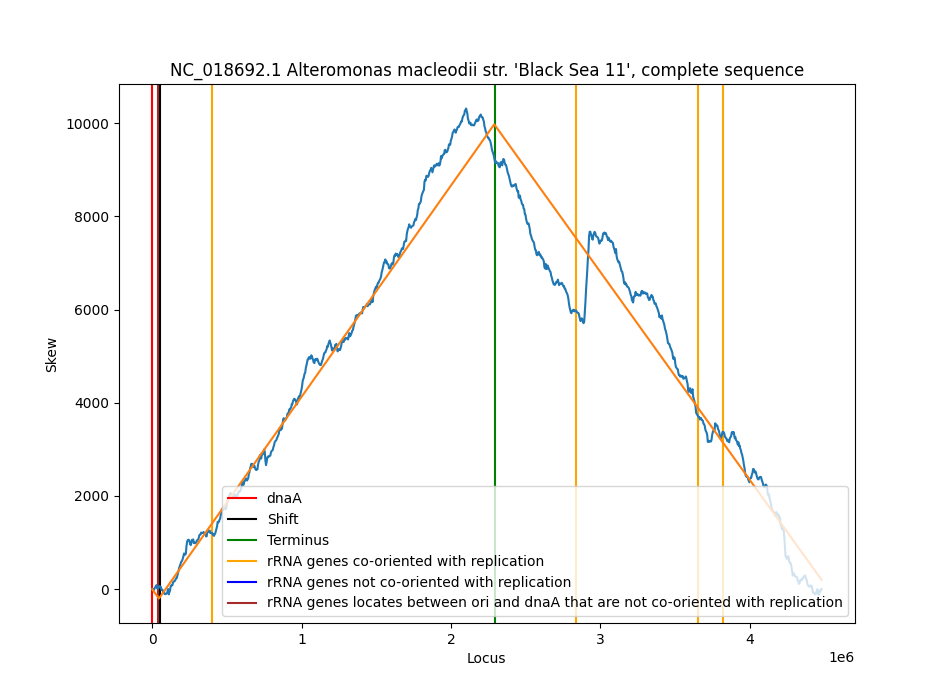 NC_018692.1 Alteromonas macleodii str. 'Black Sea 11', complete sequence
10000
8000
6000
4000
2000
0
Skew
dnaA
Shift
Terminus
rRNA genes co-oriented with replication
rRNA genes not co-oriented with replication
rRNA genes locates between ori and dnaA that are not co-oriented with replication
0 1 2 3 4
1e6
Locus